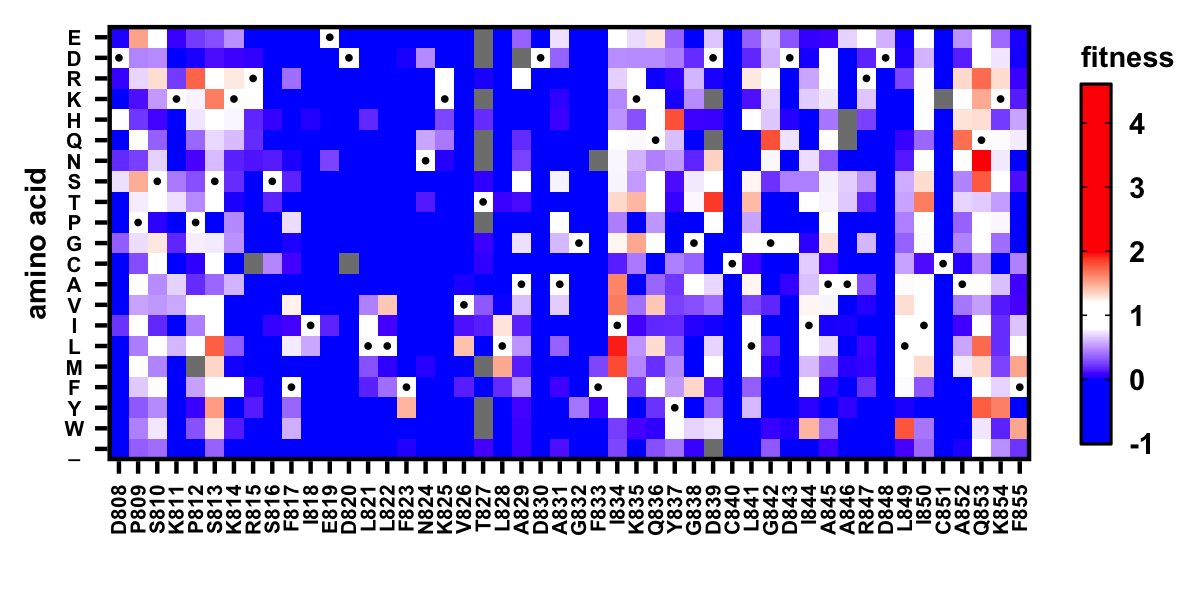 fitness
4
3
2
1
0
-1
amino acid
E
D
R
K
H
Q
N
S
T
P
G
C
A
V
I
L
M
F
Y
W
–
D808 P809 S810 K811 P812 S813 K814 R815 S816 F817 I818 E819 D820 L821 L822 F823 N824 K825 V826 T827 L828 A829 D830 A831 G832 F833 I834 K835 Q836 Y837 G838 D839 C840 L841 G842 D843 I844 A845 A846 R847 D848 L849 I850 C851 A852 Q853 K854 F855